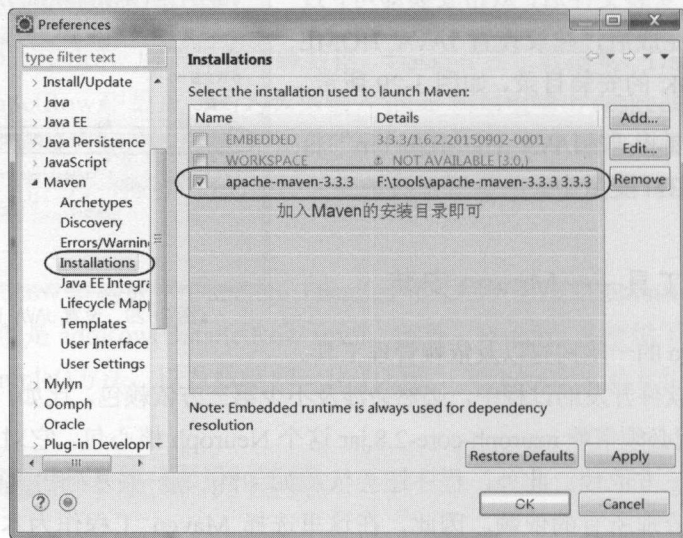 Preferences
type filter text
Install/Update
Java
Java EE
Java Persistence
JavaScript
Maven
Archetypes
Discovery
Errors/Warnin
Installations
Java EE Integra
Lifecycle Map
Templates
User Interface
User Settings
Mylyn
Oomph
Oracle
Plug-in Developr
Installations
Select the installation used to launch Maven:
Name Details
EMBEDDED 3.3.3/1.6.2.20150902-0001
WORKSPACE NOT AVAILABLE [3.0,)
apache-maven-3.3.3 F:\tools\apache-maven-3.3.3 3.3.3
加入Maven的安装目录即可
Add...
Edit...
Remove
Note: Embedded runtime is always used for dependency
resolution
Restore Defaults Apply
OK Cancel